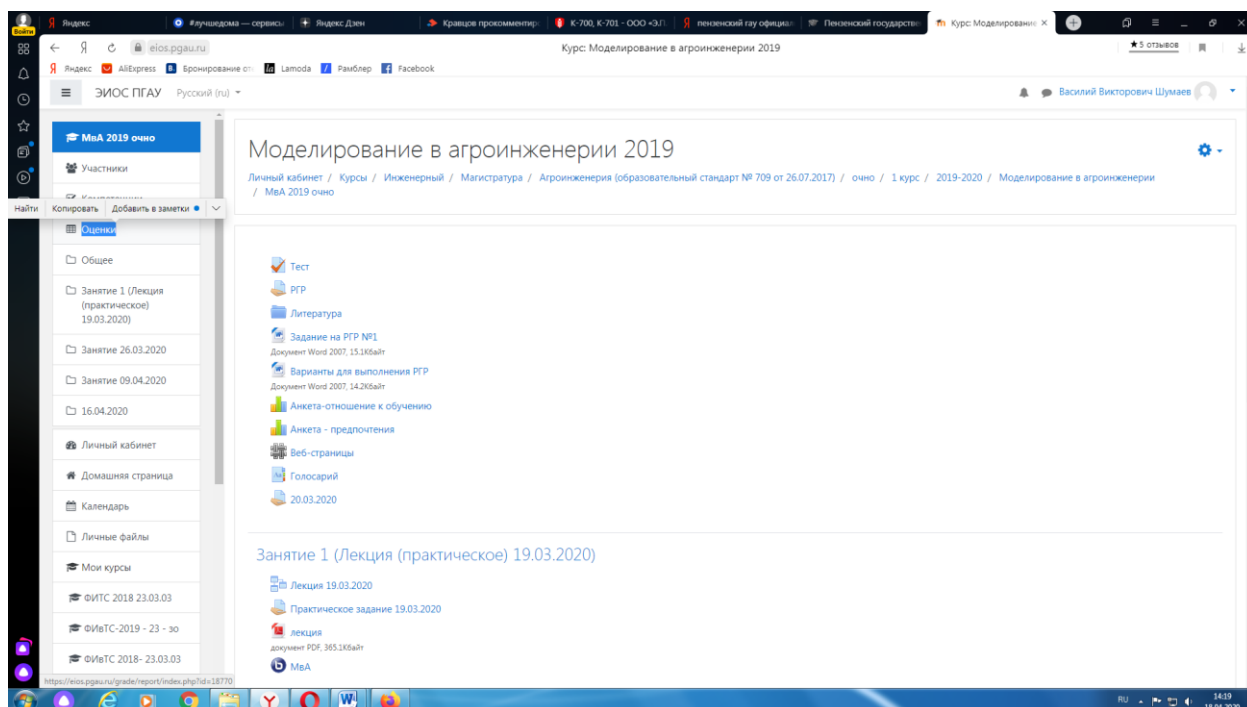 Войти
Яндекс
#лучшедома — сервисы
Яндекс Дзен
Кравцов прокомментир
К-700, К-701 - ООО «Э.П
пензенский гау официал
Пензенский государстве
Курс: Моделирование
eios.pgau.ru
Курс: Моделирование в агроинженерии 2019
★5 отзывов
Яндекс
AliExpress
Бронирование от
Lamoda
Рамблер
Facebook
ЭИОС ПГАУ
Русский (ru)
Василий Викторович Шумаев
МвА 2019 очно
Участники
Найти
Копировать
Добавить в заметки
Оценки
Общее
Занятие 1 (Лекция
(практическое)
19.03.2020)
Занятие 26.03.2020
Занятие 09.04.2020
16.04.2020
Личный кабинет
Домашняя страница
Календарь
Личные файлы
Мои курсы
ФИТС 2018 23.03.03
ФИвТС-2019 - 23 - зо
ФИвТС 2018- 23.03.03
https://eios.pgau.ru/grade/report/index.php?id=18770
Моделирование в агроинженерии 2019
Личный кабинет / Курсы / Инженерный / Магистратура / Агроинженерия (образовательный стандарт № 709 от 26.07.2017) / очно / 1 курс / 2019-2020 / Моделирование в агроинженерии
/ МвА 2019 очно
Тест
РГР
Литература
Задание на РГР №1
Документ Word 2007, 15.1Кбайт
Варианты для выполнения РГР
Документ Word 2007, 14.2Кбайт
Анкета-отношение к обучению
Анкета - предпочтения
Веб-страницы
Голосарий
20.03.2020
Занятие 1 (Лекция (практическое) 19.03.2020)
Лекция 19.03.2020
Практическое задание 19.03.2020
лекция
документ PDF, 365.1Кбайт
МвА
RU
14:19
18.04.2020